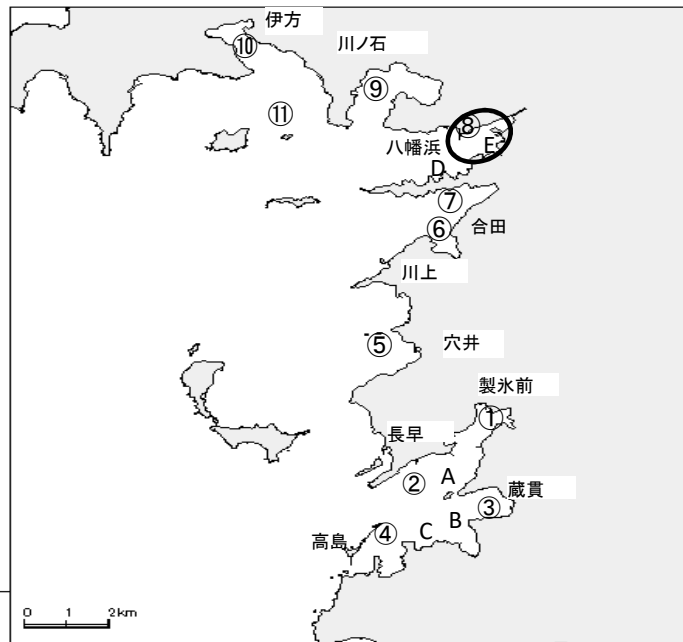 伊方
⑩
川ノ石
⑨
⑪
⑧
八幡浜
E
D
⑦
⑥
合田
川上
⑤
穴井
製氷前
①
長早
②
A
蔵貫
③
B
④
C
高島
0 1 2km